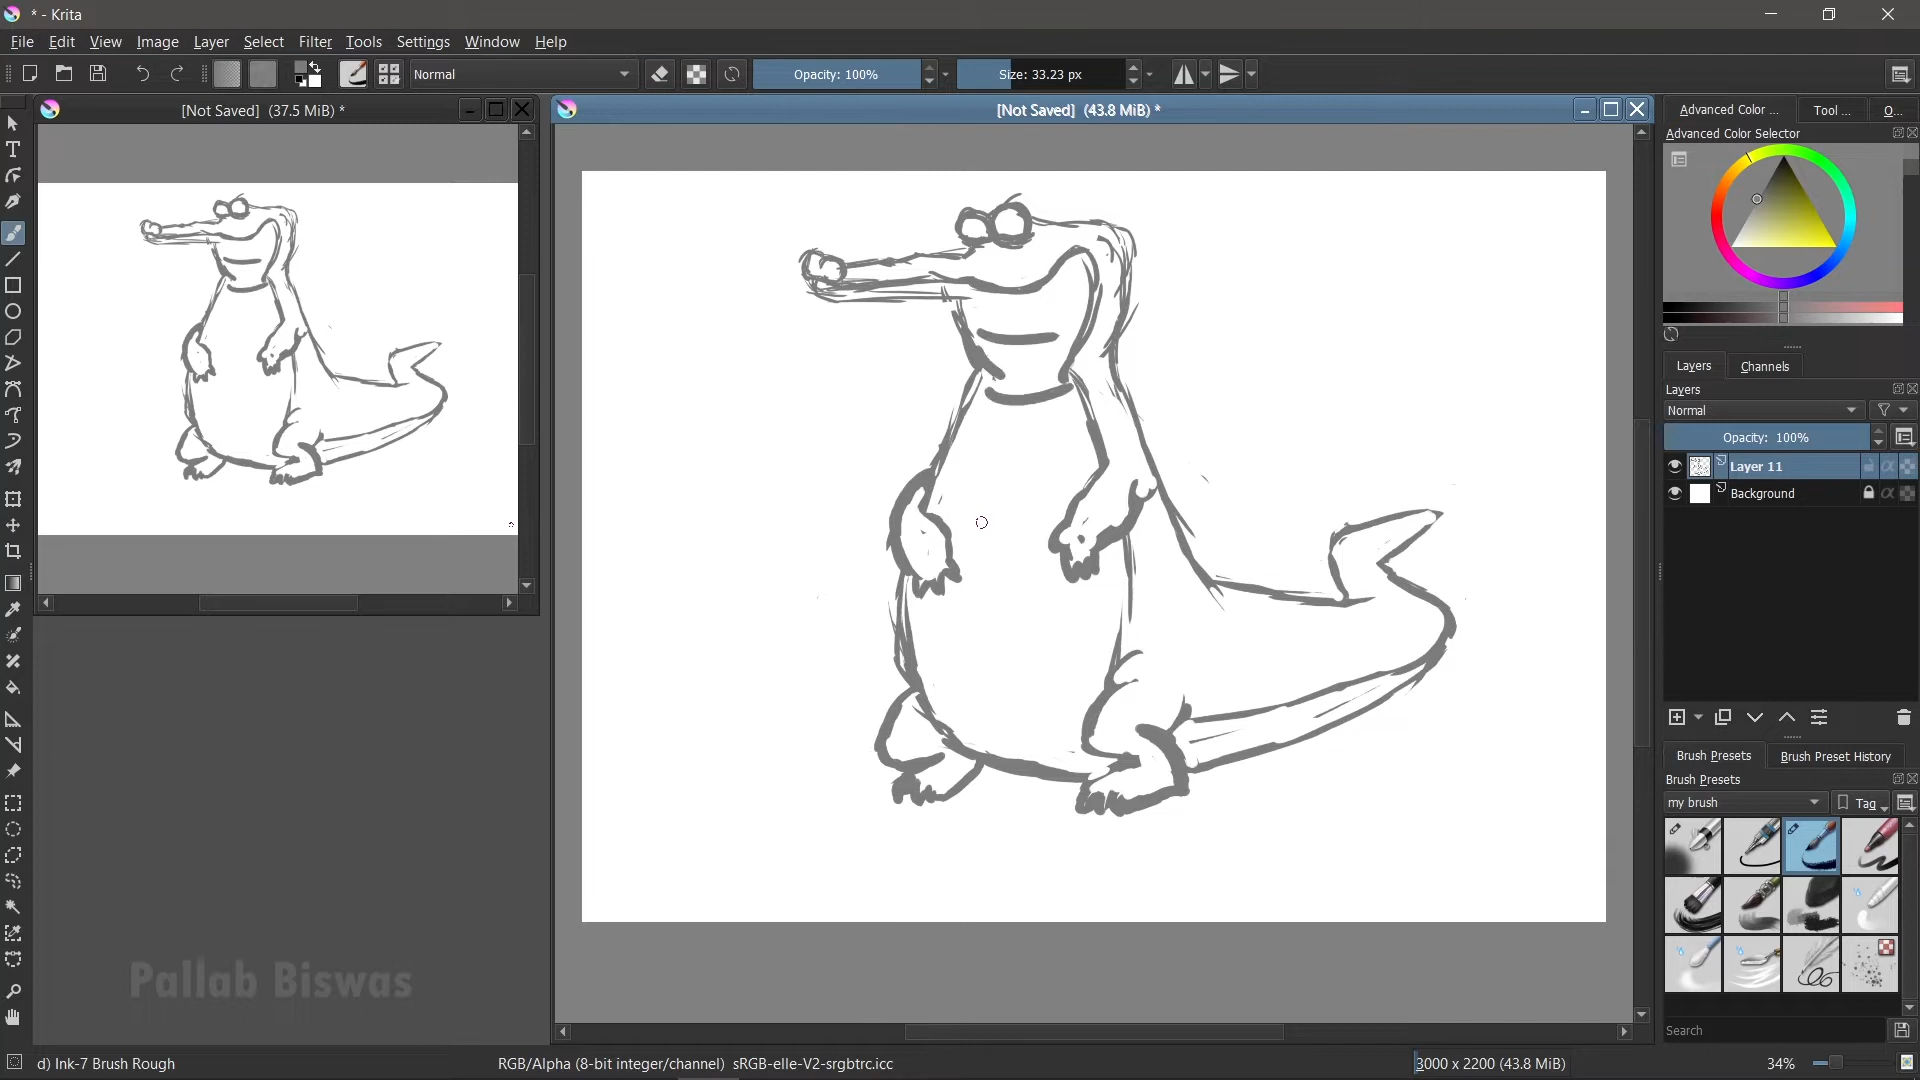 * - Krita
File Edit View Image Layer Select Filter Tools Settings Window Help
Normal
Opacity: 100%
Size: 33.23 px
[Not Saved] (37.5 MiB) *
[Not Saved] (43.8 MiB) *
Advanced Color ...
Tool ...
O...
Advanced Color Selector
Layers
Channels
Layers
Normal
Opacity: 100%
Layer 11
Background
Brush Presets
Brush Preset History
Brush Presets
my brush
Tag
Search
Pallab Biswas
d) Ink-7 Brush Rough
RGB/Alpha (8-bit integer/channel) sRGB-elle-V2-srgbtrc.icc
3000 x 2200 (43.8 MiB)
34%